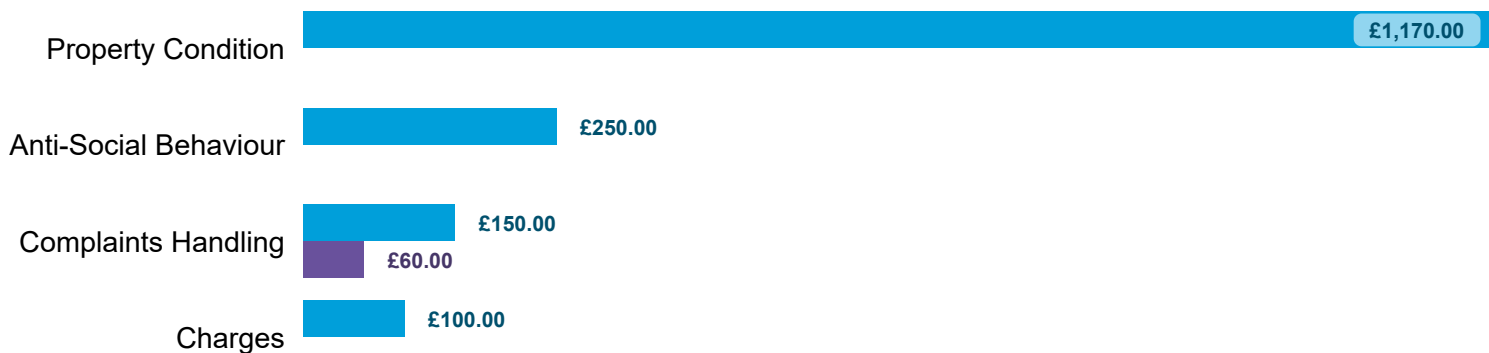 Property Condition
£1,170.00
Anti-Social Behaviour
£250.00
Complaints Handling
£150.00
£60.00
Charges
£100.00